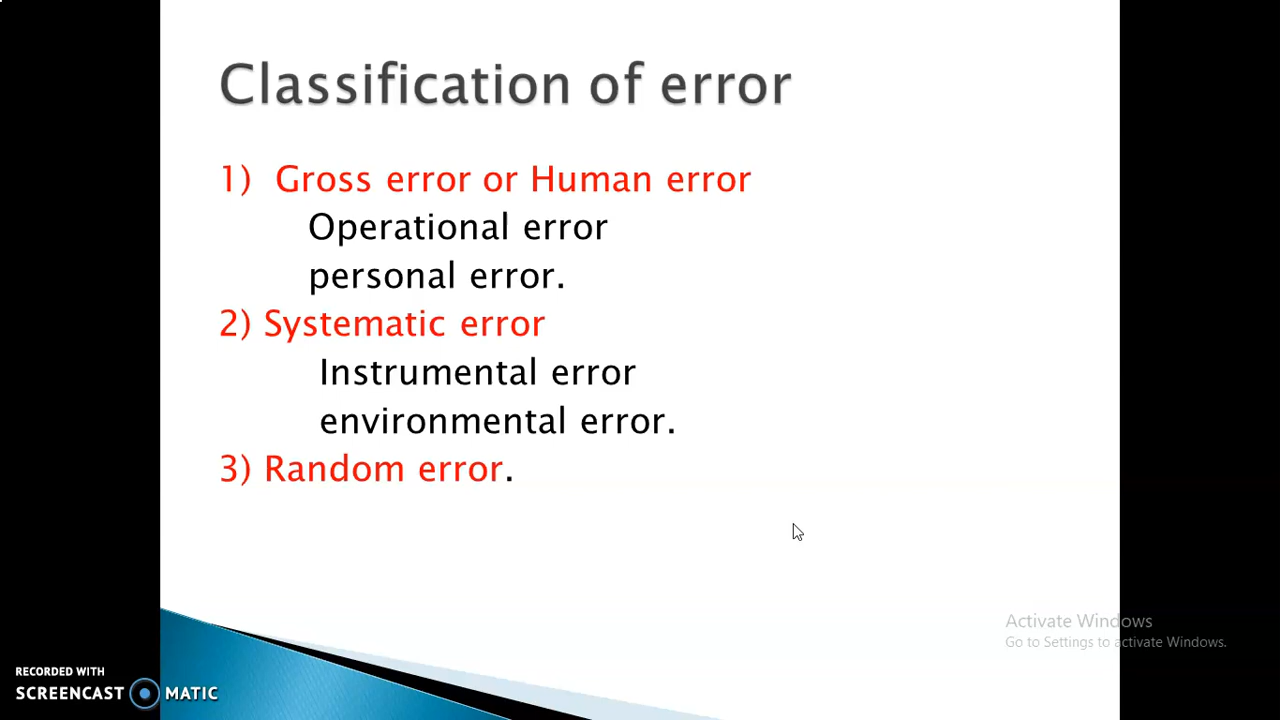 Classification of error
1) Gross error or Human error
Operational error
personal error.
2) Systematic error
Instrumental error
environmental error.
3) Random error.
Activate Windows
Go to Settings to activate Windows.
RECORDED WITH
SCREENCAST MATIC